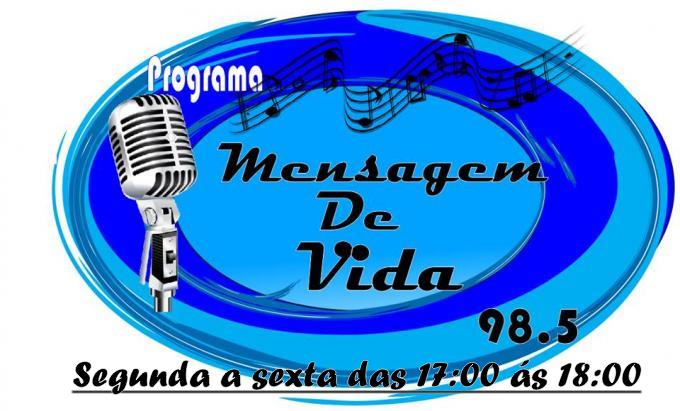 Programa
Mensagem
De
Vida
98.5
Segunda a sexta das 17:00 ás 18:00